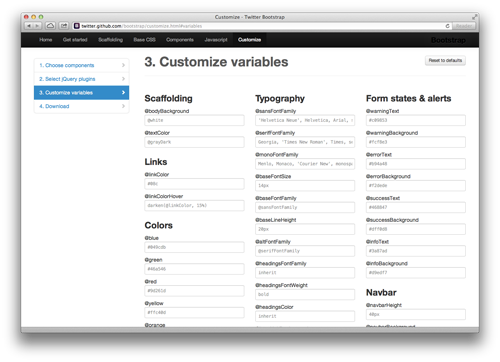 Customize · Twitter Bootstrap
twitter.github.com/bootstrap/customize.html#variables
Reader
Home Get started Scaffolding Base CSS Components Javascript Customize
Bootstrap
1. Choose components
2. Select jQuery plugins
3. Customize variables
4. Download
3. Customize variables
Reset to defaults
Scaffolding
@bodyBackground
@white
@textColor
@grayDark
Links
@linkColor
#08c
@linkColorHover
darken(@linkColor, 15%)
Colors
@blue
#049cdb
@green
#46a546
@red
#9d261d
@yellow
#ffc40d
@orange
Typography
@sansFontFamily
'Helvetica Neue', Helvetica, Arial,
@serifFontFamily
Georgia, 'Times New Roman', Times,
@monoFontFamily
Menlo, Monaco, 'Courier New',
@baseFontSize
14px
@baseFontFamily
@sansFontFamily
@baseLineHeight
20px
@altFontFamily
@serifFontFamily
@headingsFontFamily
inherit
@headingsFontWeight
bold
@headingsColor
inherit
Form states & alerts
@warningText
#c09853
@warningBackground
#fcf8e3
@errorText
#b94a48
@errorBackground
#f2dede
@successText
#468847
@successBackground
#dff0d8
@infoText
#3a87ad
@infoBackground
#d9edf7
Navbar
@navbarHeight
40px
@navbarBackground